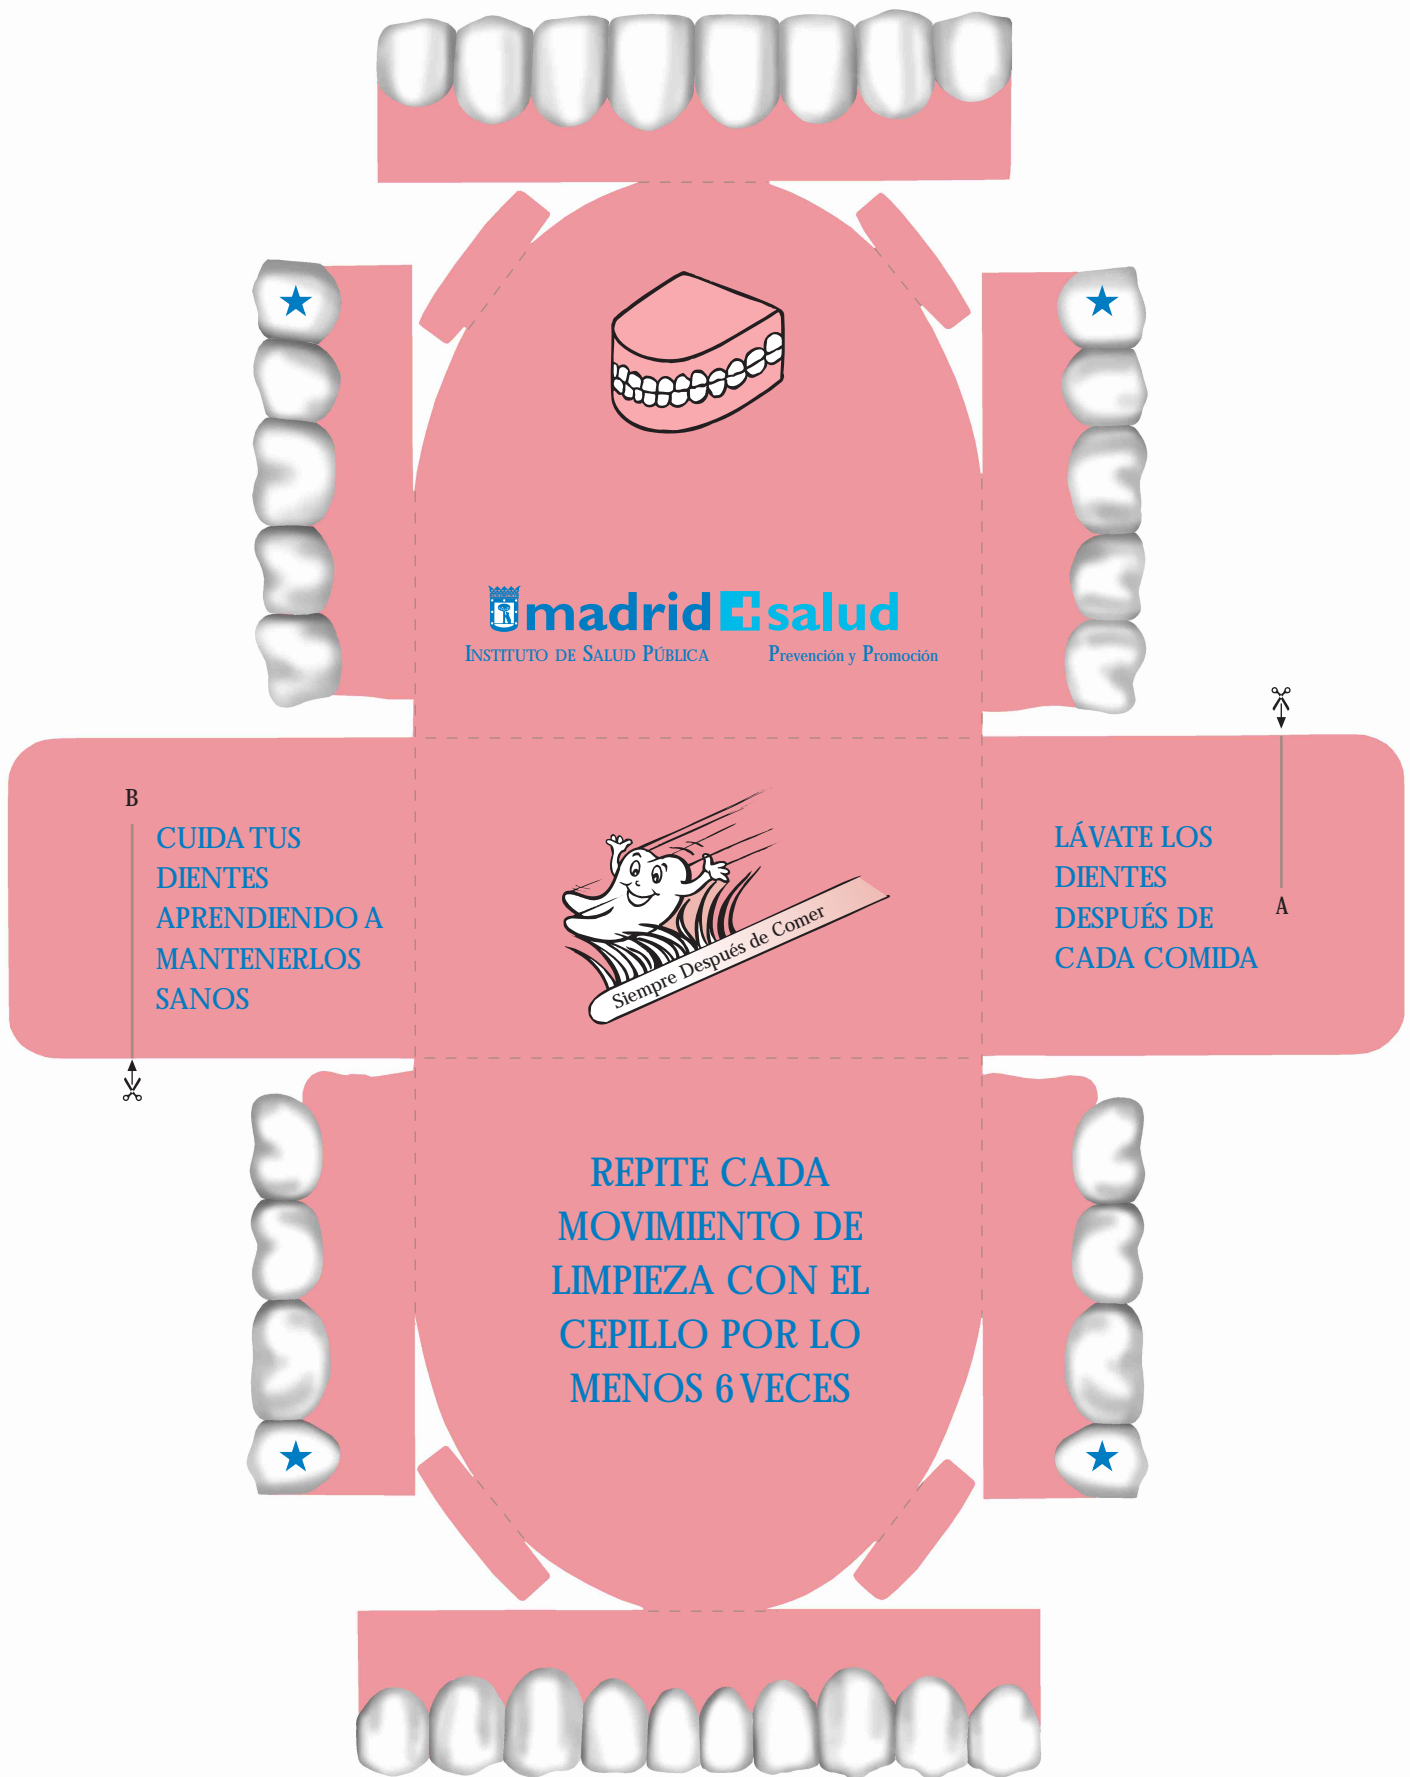 madrid salud
INSTITUTO DE SALUD PÚBLICA Prevención y Promoción
B
CUIDA TUS
DIENTES
APRENDIENDO A
MANTENERLOS
SANOS
Siempre Después de Comer
LÁVATE LOS
DIENTES
DESPUÉS DE
CADA COMIDA
A
REPITE CADA
MOVIMIENTO DE
LIMPIEZA CON EL
CEPILLO POR LO
MENOS 6 VECES